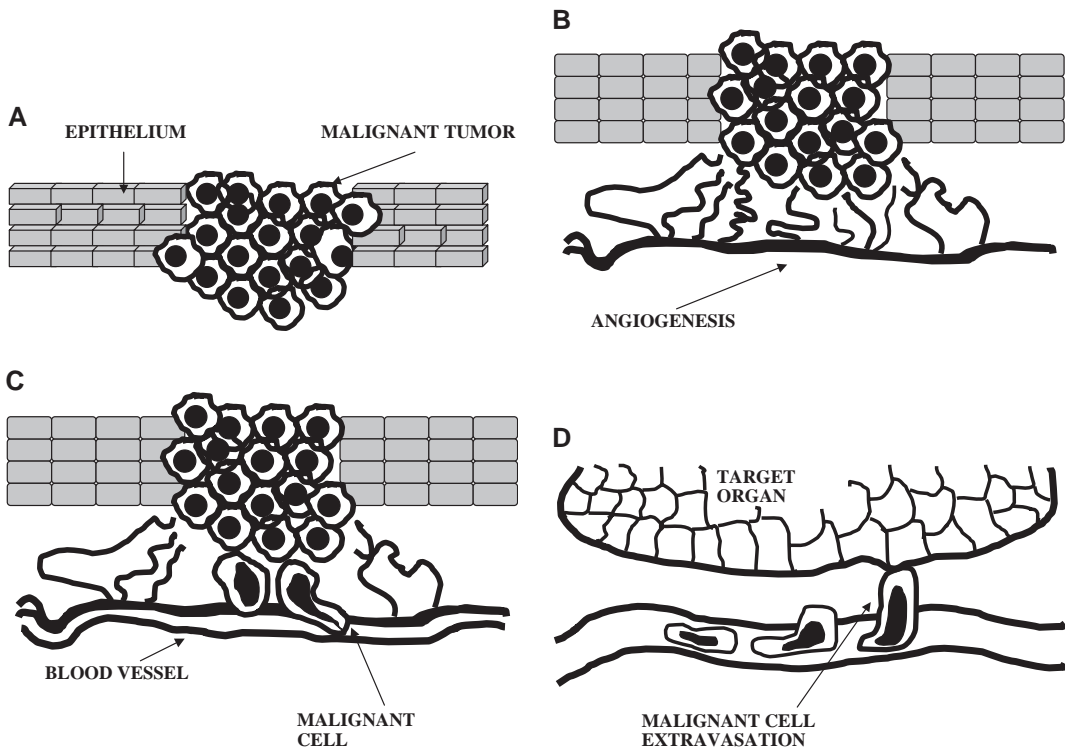 A
EPITHELIUM
MALIGNANT TUMOR
B
ANGIOGENESIS
C
BLOOD VESSEL
MALIGNANT
CELL
D
TARGET
ORGAN
MALIGNANT CELL
EXTRAVASATION